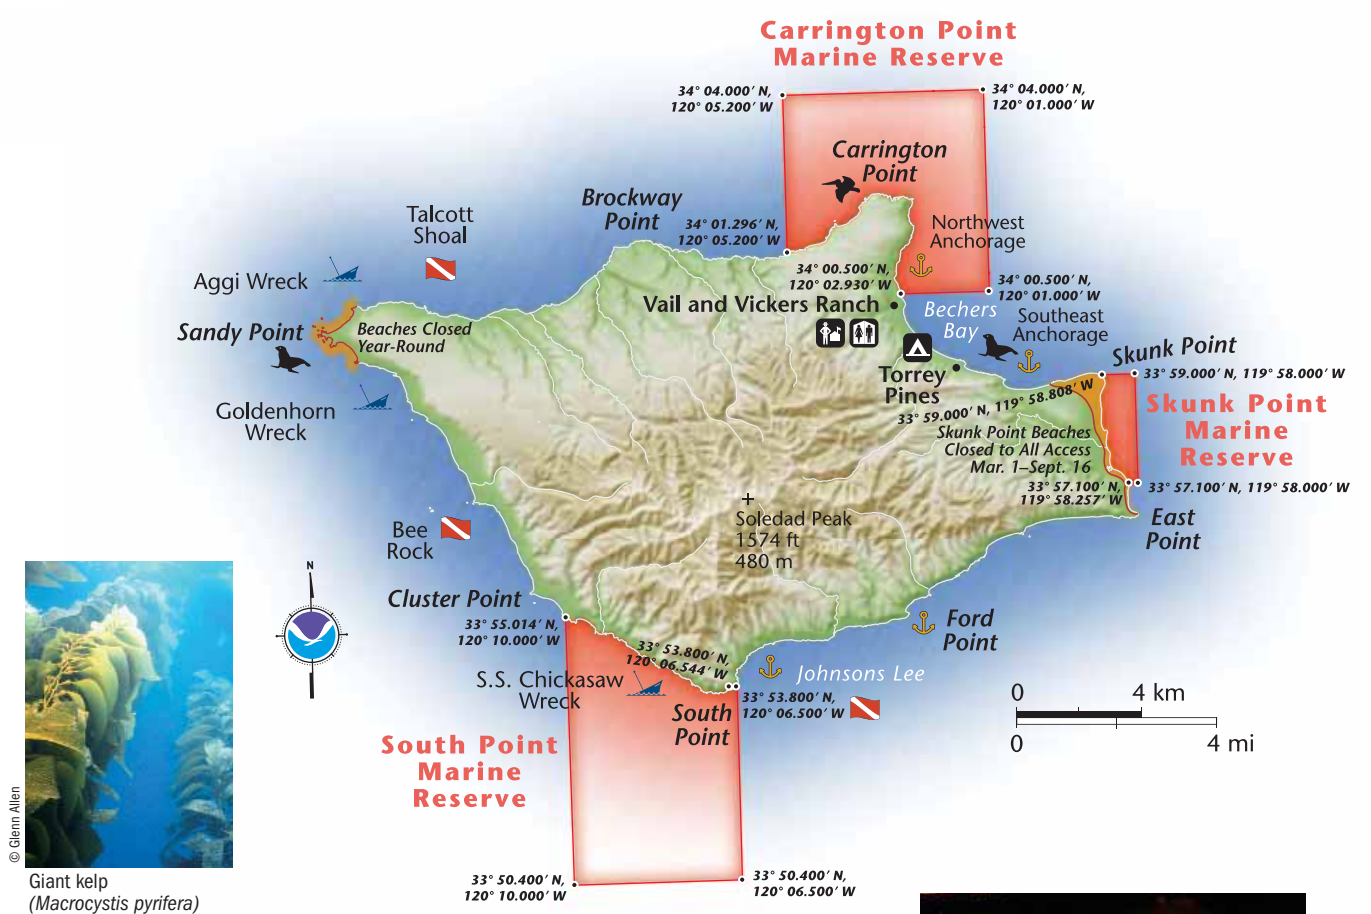 Carrington Point
Marine Reserve
34° 04.000′ N,
120° 05.200′ W
34° 04.000′ N,
120° 01.000′ W
Carrington
Point
Brockway
Point
34° 01.296′ N,
120° 05.200′ W
Talcott
Shoal
Northwest
Anchorage
Aggi Wreck
34° 00.500′ N,
120° 02.930′ W
34° 00.500′ N,
120° 01.000′ W
Vail and Vickers Ranch
Bechers
Bay
Southeast
Anchorage
Sandy Point
Beaches Closed
Year-Round
Skunk Point
33° 59.000′ N, 119° 58.000′ W
Torrey
Pines
33° 59.000′ N, 119° 58.808′ W
Goldenhorn
Wreck
Skunk Point
Marine
Reserve
Skunk Point Beaches
Closed to All Access
Mar. 1–Sept. 16
33° 57.100′ N,
119° 58.257′ W
33° 57.100′ N, 119° 58.000′ W
Soledad Peak
1574 ft
480 m
East
Point
Bee
Rock
N
Cluster Point
33° 55.014′ N,
120° 10.000′ W
Ford
Point
33° 53.800′ N,
120° 06.544′ W
S.S. Chickasaw
Wreck
Johnsons Lee
33° 53.800′ N,
120° 06.500′ W
South
Point
0 4 km
0 4 mi
South Point
Marine
Reserve
33° 50.400′ N,
120° 10.000′ W
33° 50.400′ N,
120° 06.500′ W
© Glenn Allen
Giant kelp
(Macrocystis pyrifera)